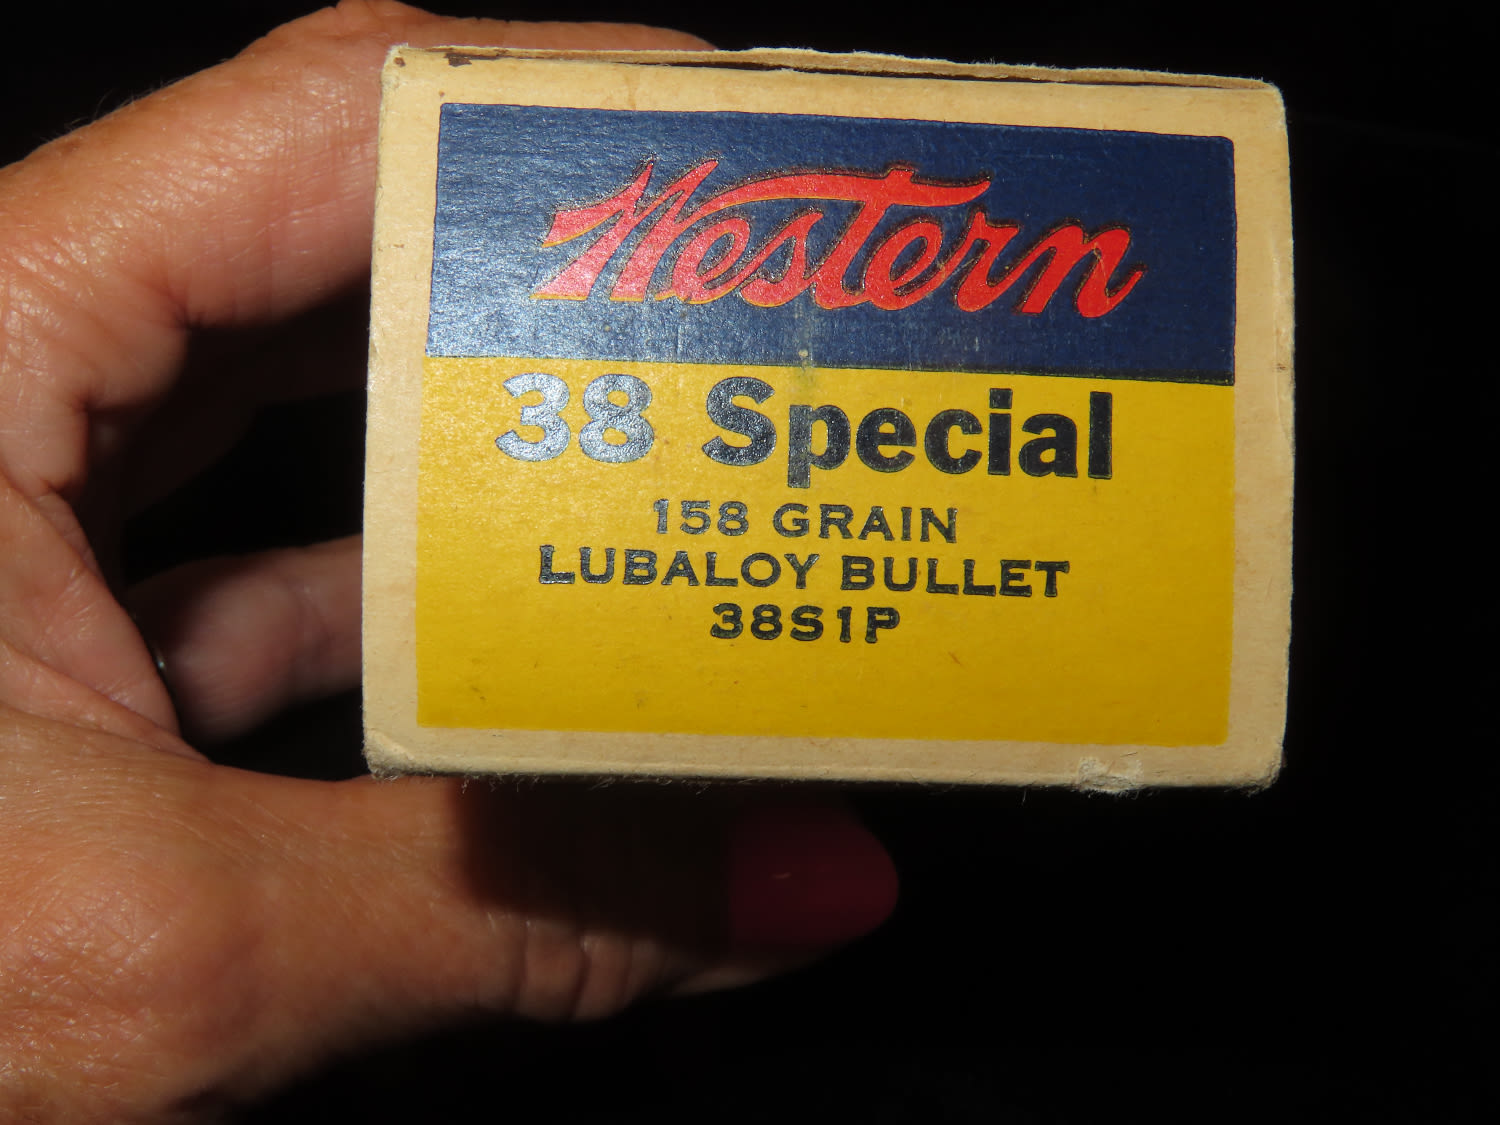 Western
38 Special
158 GRAIN
LUBALOY BULLET
38S1P